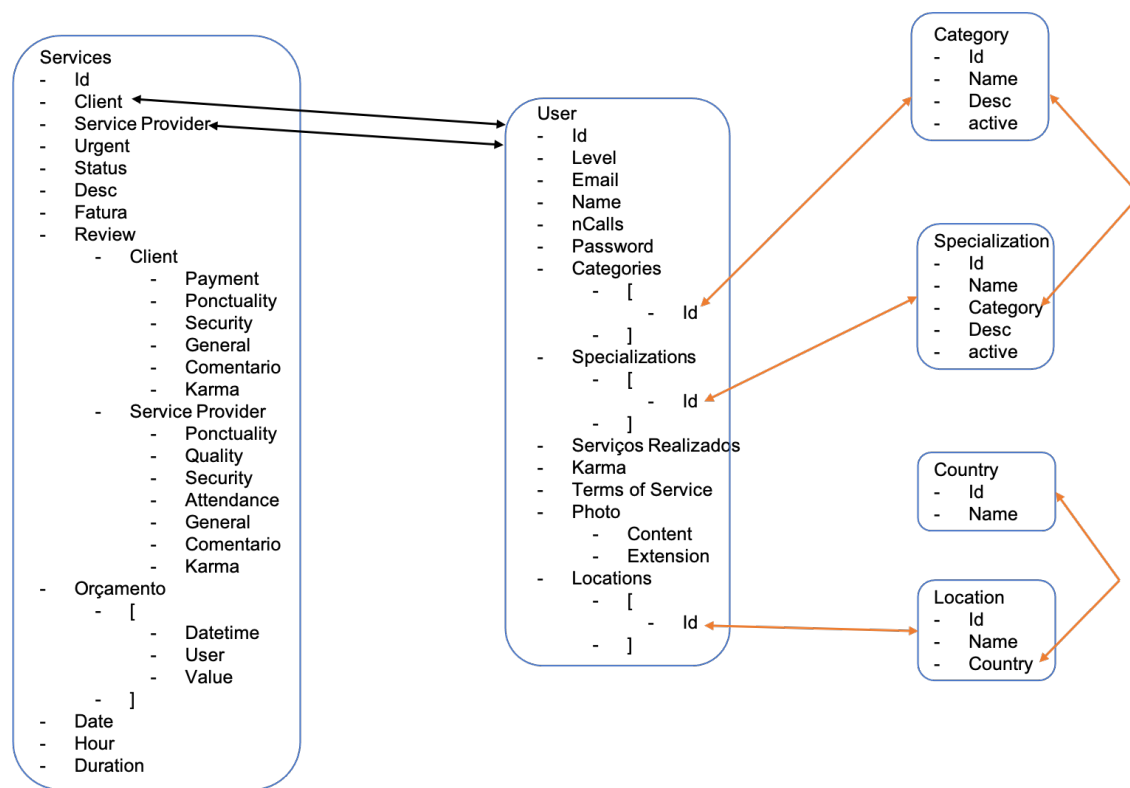 Services
- Id
- Client
- Service Provider
- Urgent
- Status
- Desc
- Fatura
- Review
- Client
- Payment
- Ponctuality
- Security
- General
- Comentario
- Karma
- Service Provider
- Ponctuality
- Quality
- Security
- Attendance
- General
- Comentario
- Karma
- Orçamento
- [
- Datetime
- User
- Value
- ]
- Date
- Hour
- Duration
User
- Id
- Level
- Email
- Name
- nCalls
- Password
- Categories
- [
- Id
- ]
- Specializations
- [
- Id
- ]
- Serviços Realizados
- Karma
- Terms of Service
- Photo
- Content
- Extension
- Locations
- [
- Id
- ]
Category
- Id
- Name
- Desc
- active
Specialization
- Id
- Name
- Category
- Desc
- active
Country
- Id
- Name
Location
- Id
- Name
- Country